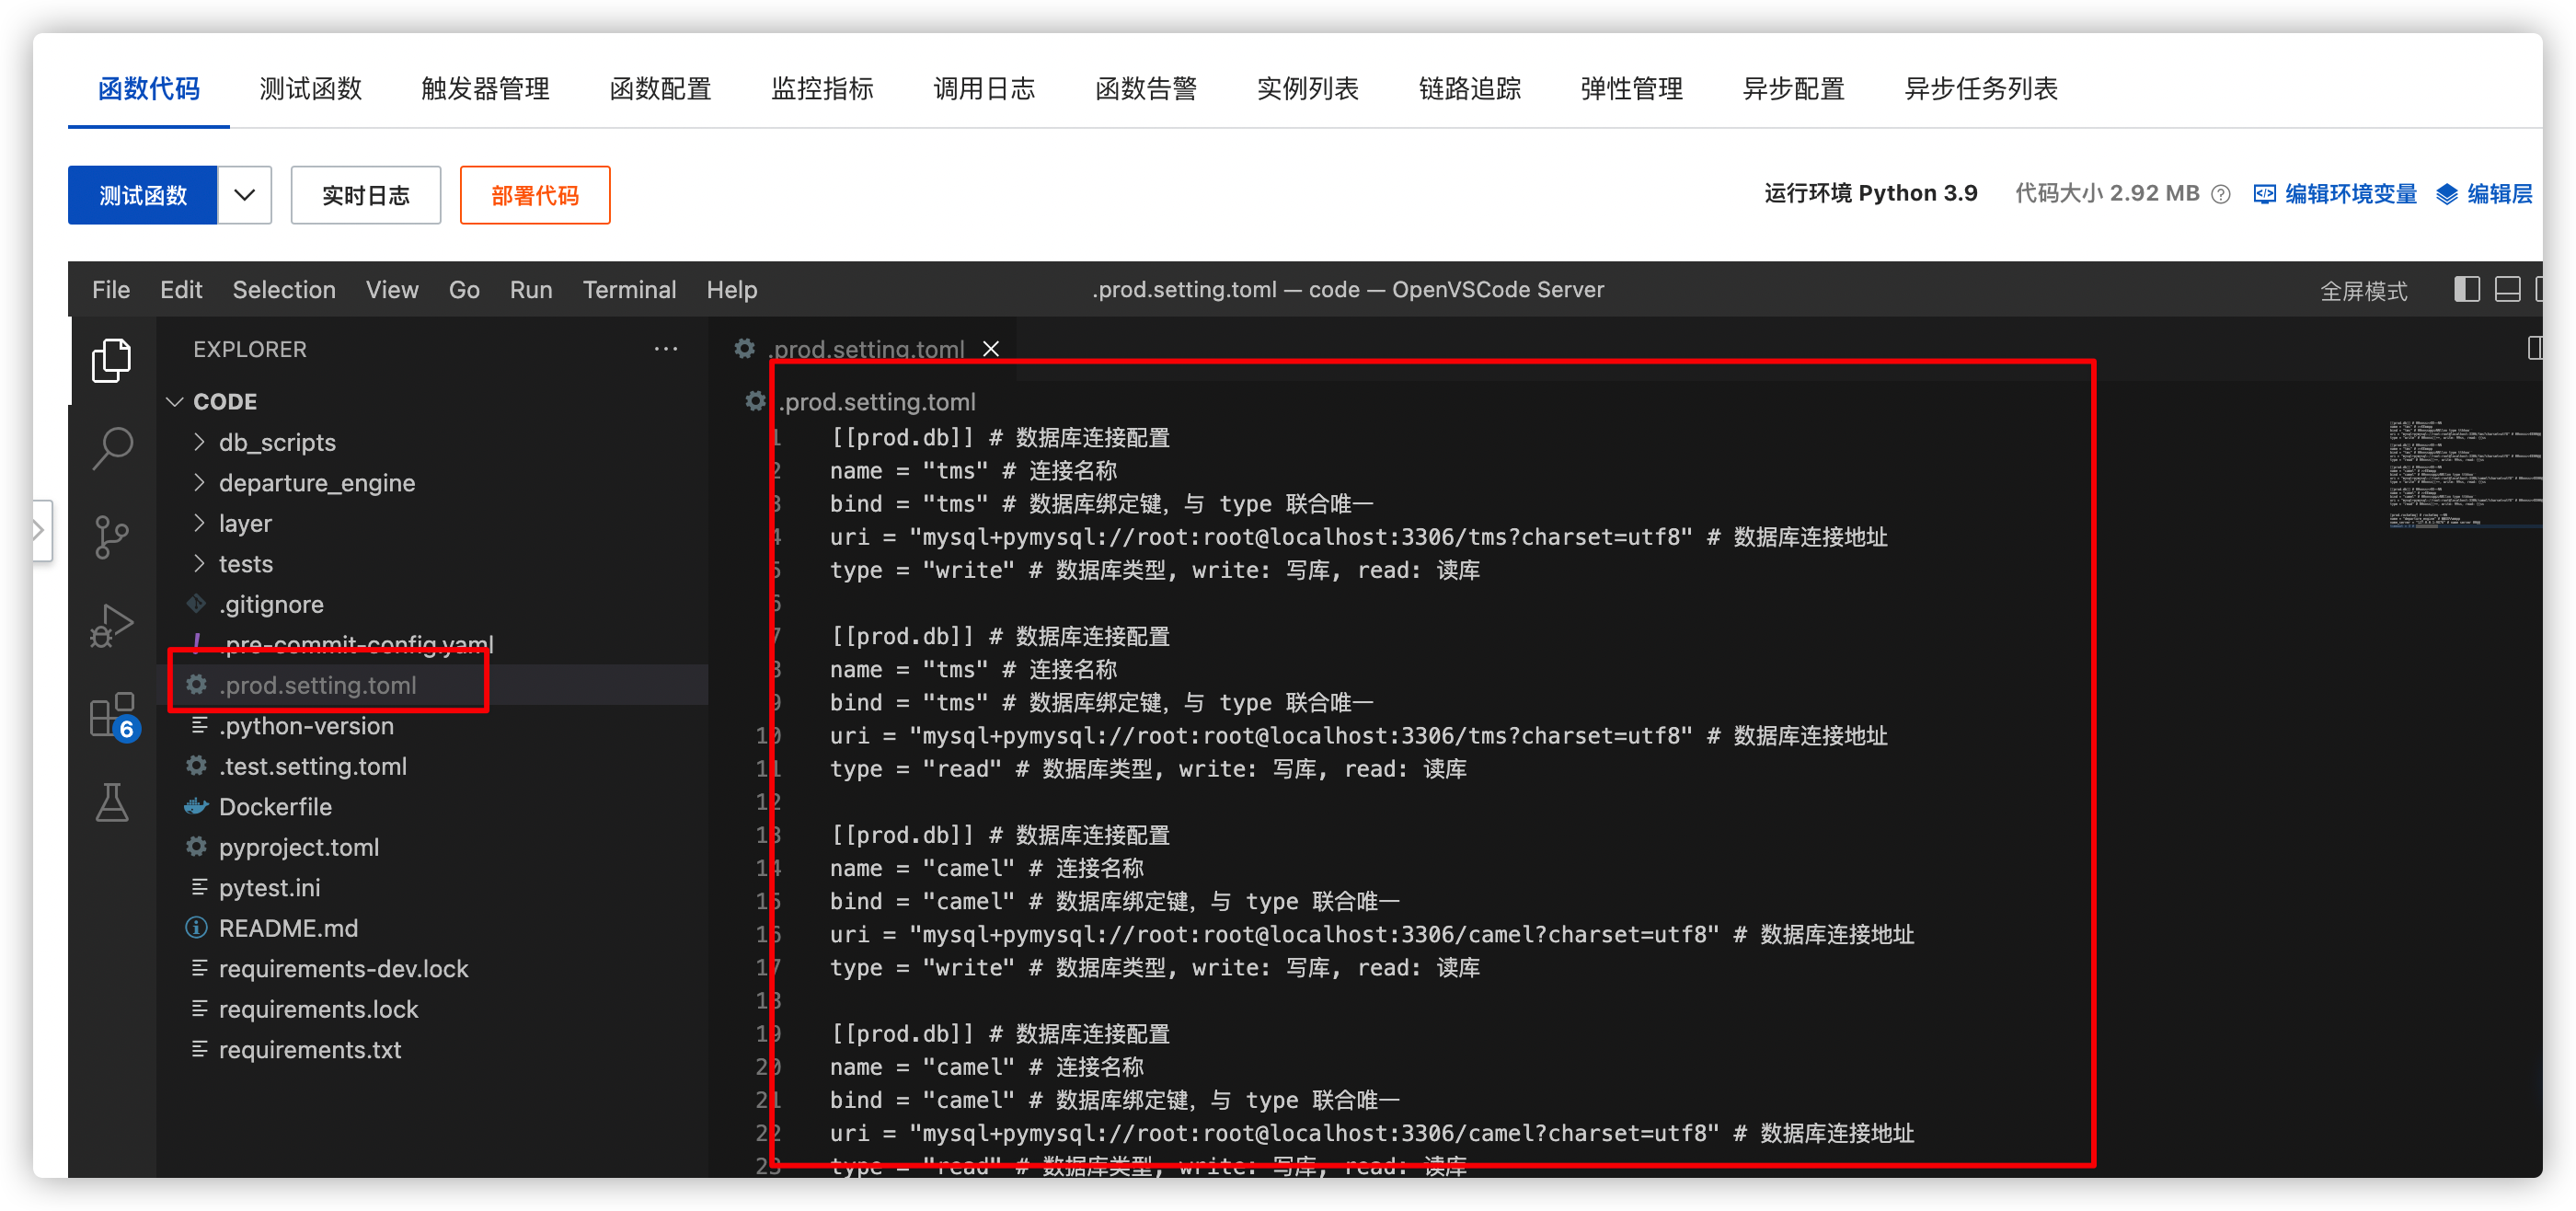 函数代码 测试函数 触发器管理 函数配置 监控指标 调用日志 函数告警 实例列表 链路追踪 弹性管理 异步配置 异步任务列表
测试函数 实时日志 部署代码 运行环境 Python 3.9 代码大小 2.92 MB 编辑环境变量 编辑层
File Edit Selection View Go Run Terminal Help .prod.setting.toml — code — OpenVSCode Server 全屏模式
EXPLORER
CODE
db_scripts
departure_engine
layer
tests
.gitignore
.pre-commit-config.yaml
.prod.setting.toml
.python-version
.test.setting.toml
Dockerfile
pyproject.toml
pytest.ini
README.md
requirements-dev.lock
requirements.lock
requirements.txt
6
.prod.setting.toml
.prod.setting.toml
1 [[prod.db]] # 数据库连接配置
2 name = "tms" # 连接名称
3 bind = "tms" # 数据库绑定键，与 type 联合唯一
4 uri = "mysql+pymysql://root:root@localhost:3306/tms?charset=utf8" # 数据库连接地址
5 type = "write" # 数据库类型, write: 写库, read: 读库
6
7 [[prod.db]] # 数据库连接配置
8 name = "tms" # 连接名称
9 bind = "tms" # 数据库绑定键，与 type 联合唯一
10 uri = "mysql+pymysql://root:root@localhost:3306/tms?charset=utf8" # 数据库连接地址
11 type = "read" # 数据库类型, write: 写库, read: 读库
12
13 [[prod.db]] # 数据库连接配置
14 name = "camel" # 连接名称
15 bind = "camel" # 数据库绑定键，与 type 联合唯一
16 uri = "mysql+pymysql://root:root@localhost:3306/camel?charset=utf8" # 数据库连接地址
17 type = "write" # 数据库类型, write: 写库, read: 读库
18
19 [[prod.db]] # 数据库连接配置
20 name = "camel" # 连接名称
21 bind = "camel" # 数据库绑定键，与 type 联合唯一
22 uri = "mysql+pymysql://root:root@localhost:3306/camel?charset=utf8" # 数据库连接地址
23 type = "read" # 数据库类型, write: 写库, read: 读库